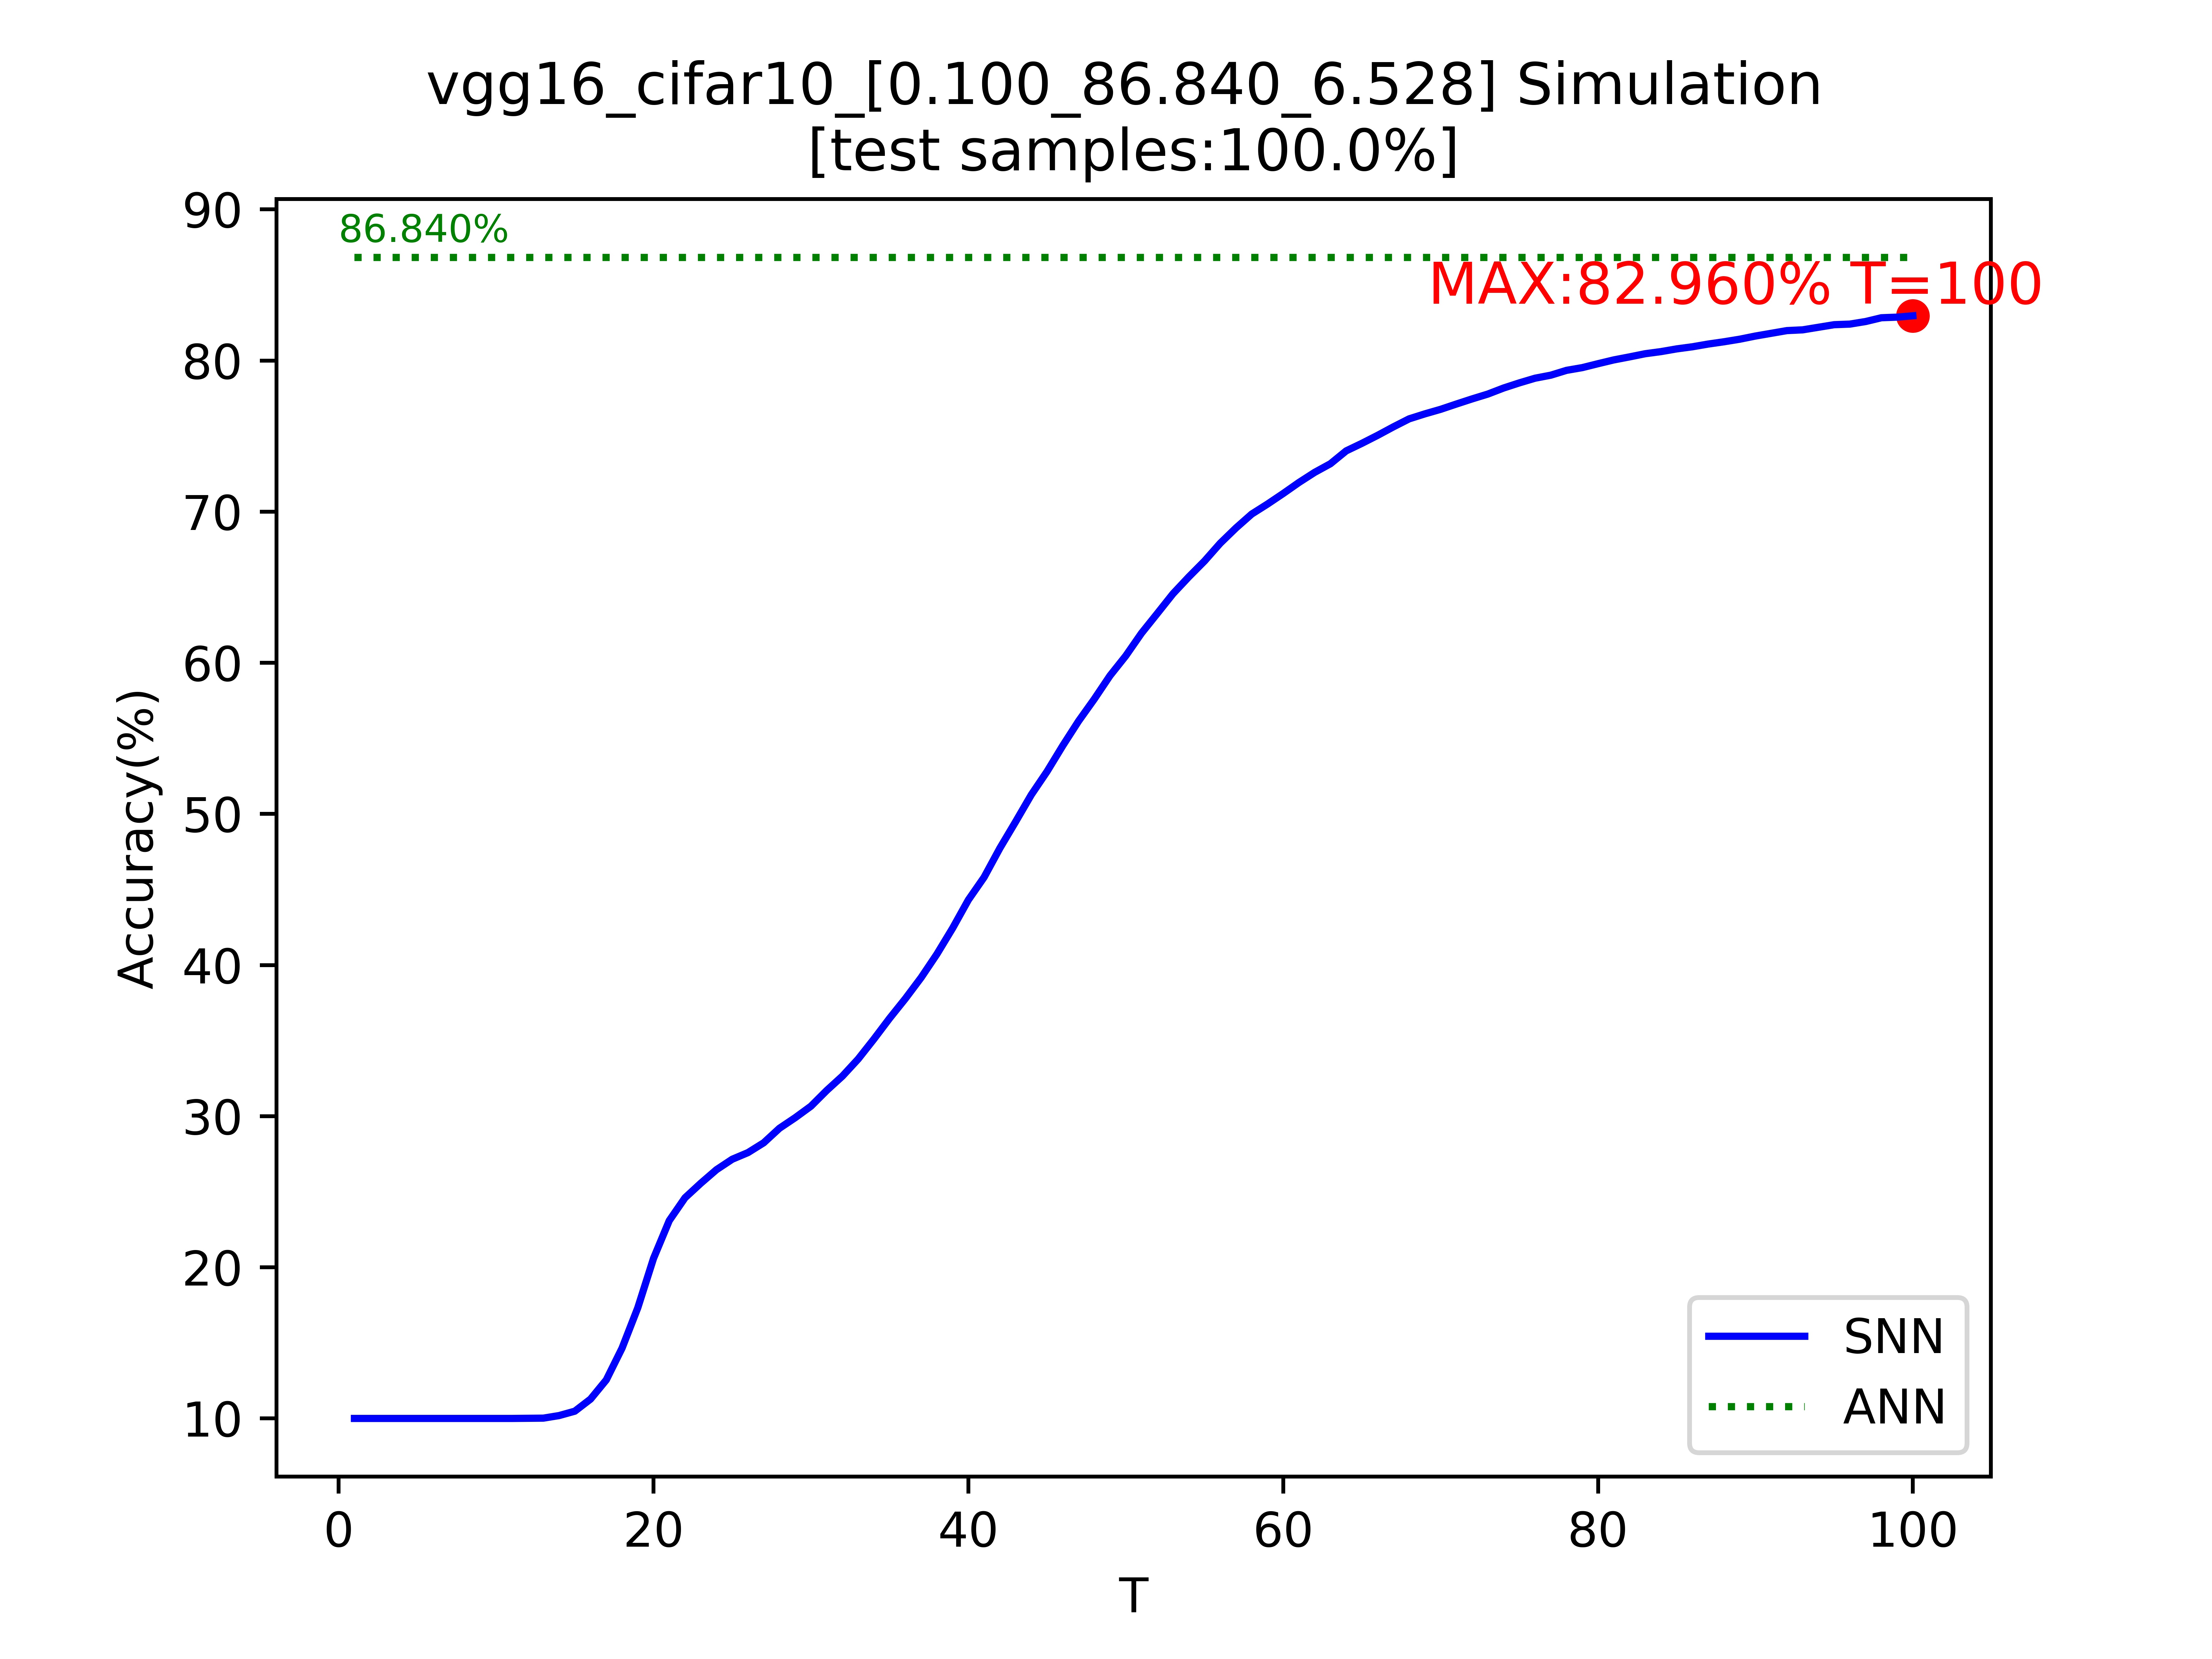 vgg16_cifar10_[0.100_86.840_6.528] Simulation
[test samples:100.0%]
90
86.840%
MAX:82.960% T=100
80
70
60
50
40
30
20
10
Accuracy(%)
SNN
ANN
0 20 40 60 80 100
T